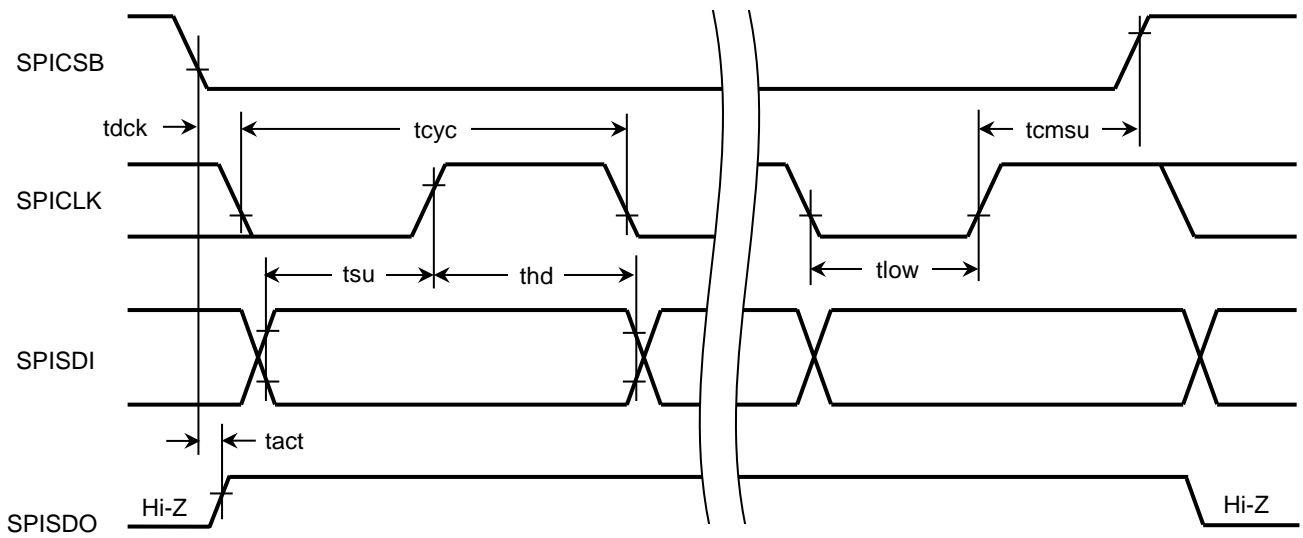 SPICSB
tdck
tcyc
tcmsu
SPICLK
tsu
thd
tlow
SPISDI
tact
Hi-Z
Hi-Z
SPISDO